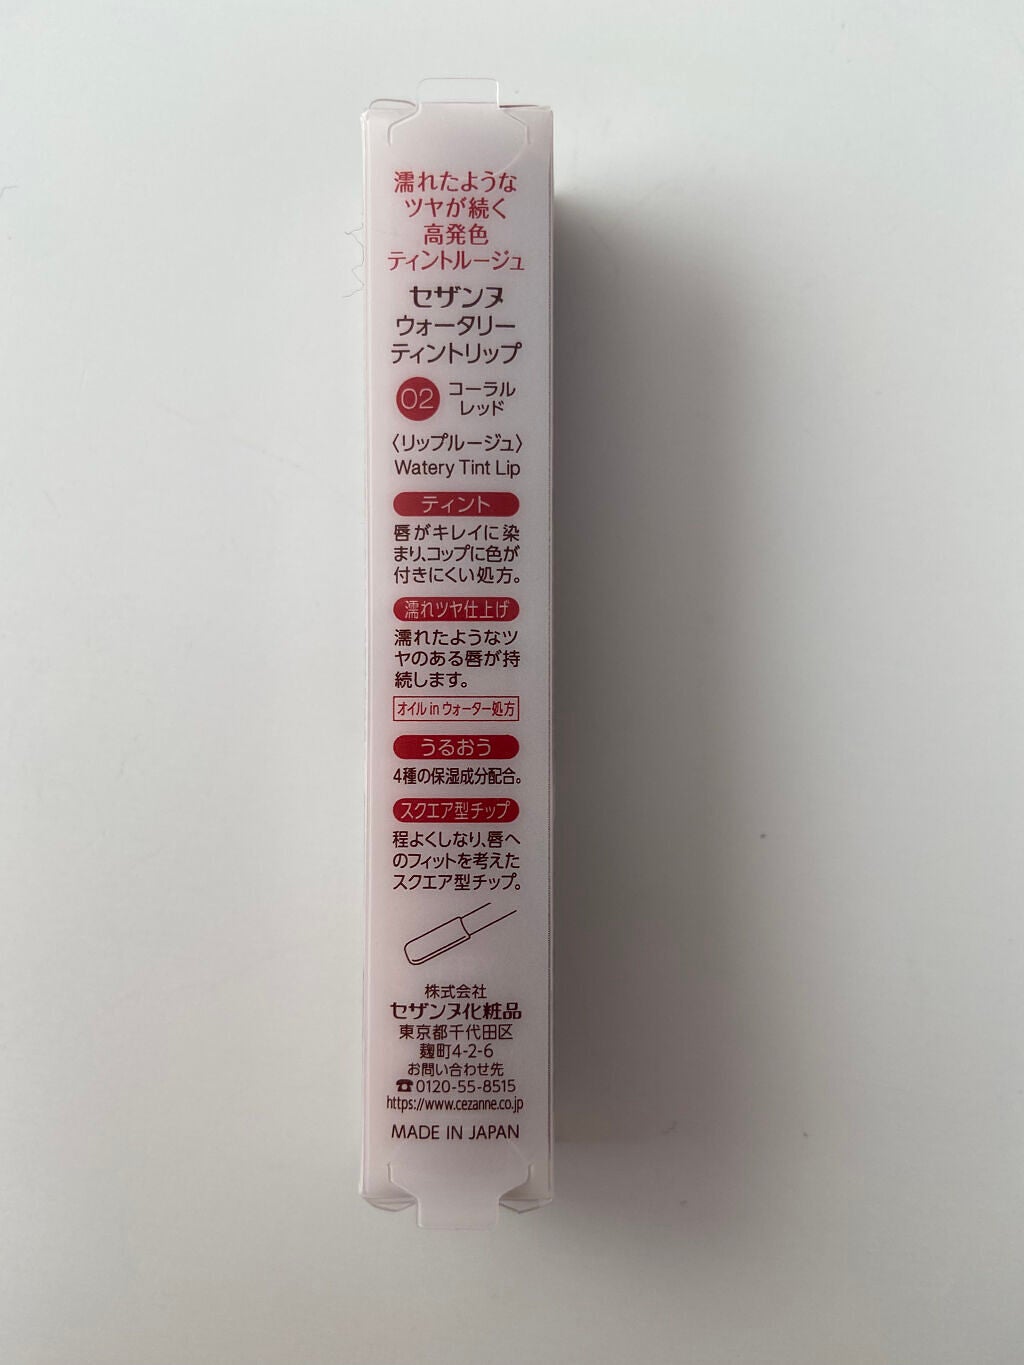 濡れたような
ツヤが続く
高発色
ティントルージュ
セザンヌ
ウォータリー
ティントリップ
02 コーラル
レッド
〈リップルージュ〉
Watery Tint Lip
ティント
唇がキレイに染
まり、コップに色が
付きにくい処方。
濡れツヤ仕上げ
濡れたようなツ
ヤのある唇が持
続します。
オイル in ウォーター処方
うるおう
4種の保湿成分配合。
スクエア型チップ
程よくしなり、唇へ
のフィットを考えた
スクエア型チップ。
株式会社
セザンヌ化粧品
東京都千代田区
麹町4-2-6
お問い合わせ先
☎0120-55-8515
https://www.cezanne.co.jp
MADE IN JAPAN